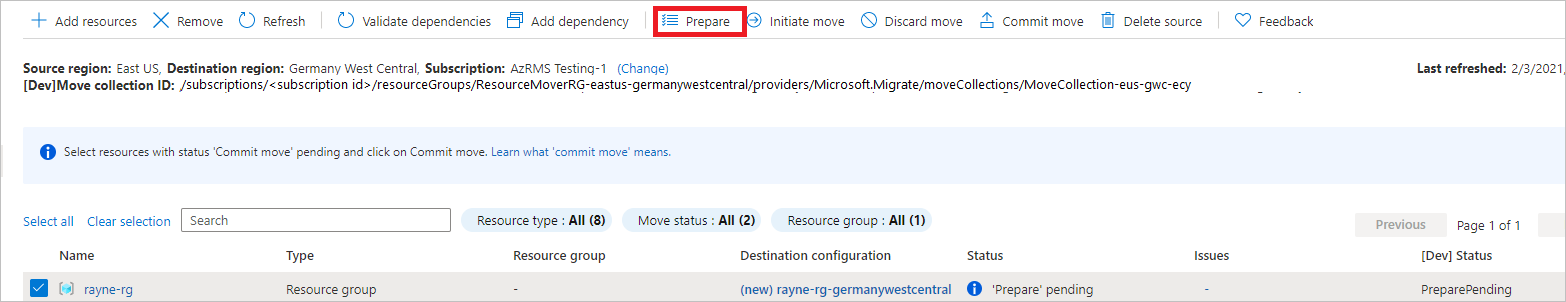 Add resources Remove Refresh Validate dependencies Add dependency Prepare Initiate move Discard move Commit move Delete source Feedback
Source region: East US, Destination region: Germany West Central, Subscription: AzRMS Testing-1 (Change) Last refreshed: 2/3/2021,
[Dev]Move collection ID: /subscriptions/<subscription id>/resourceGroups/ResourceMoverRG-eastus-germanywestcentral/providers/Microsoft.Migrate/moveCollections/MoveCollection-eus-gwc-ecy
Select resources with status 'Commit move' pending and click on Commit move. Learn what 'commit move' means.
Select all Clear selection Search Resource type : All (8) Move status : All (2) Resource group : All (1) Previous Page 1 of 1
Name Type Resource group Destination configuration Status Issues [Dev] Status
rayne-rg Resource group - (new) rayne-rg-germanywestcentral 'Prepare' pending - PreparePending